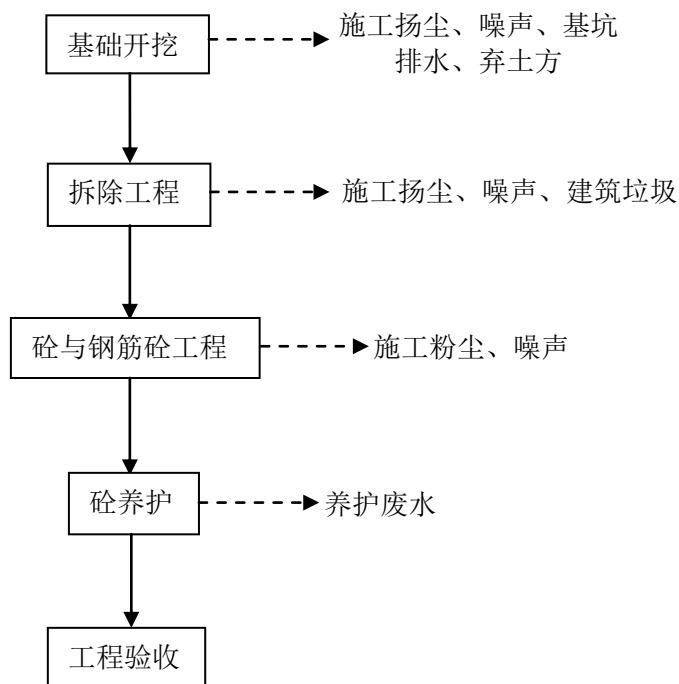 基础开挖
施工扬尘、噪声、基坑
排水、弃土方
拆除工程
施工扬尘、噪声、建筑垃圾
砼与钢筋砼工程
施工粉尘、噪声
砼养护
养护废水
工程验收